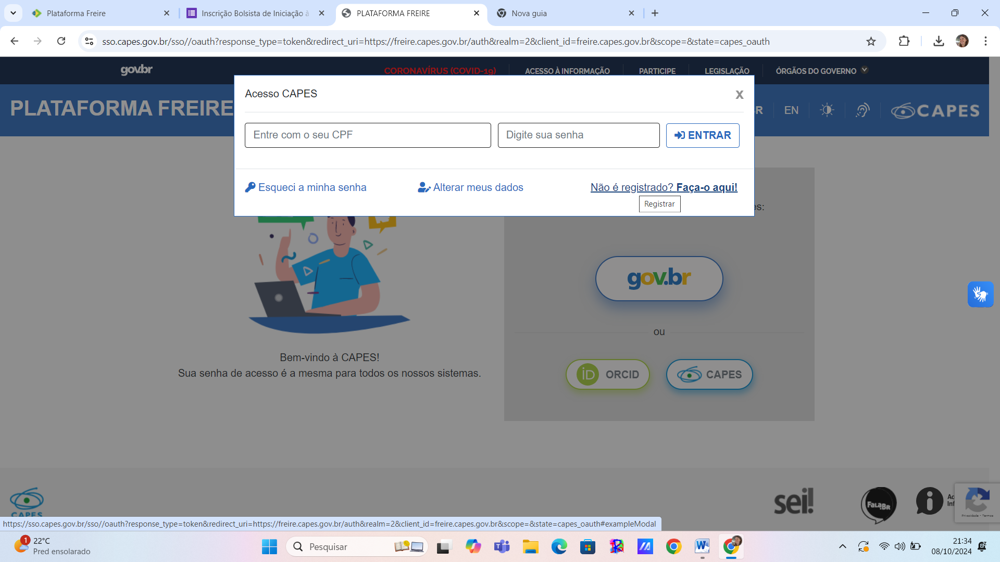 Plataforma Freire
Inscrição Bolsista de Iniciação à
PLATAFORMA FREIRE
Nova guia
sso.capes.gov.br/sso//oauth?response_type=token&redirect_uri=https://freire.capes.gov.br/auth&realm=2&client_id=freire.capes.gov.br&scope=&state=capes_oauth
gov.br
CORONAVÍRUS (COVID-19)
ACESSO À INFORMAÇÃO
PARTICIPE
LEGISLAÇÃO
ÓRGÃOS DO GOVERNO
PLATAFORMA FREIRE
R
EN
CAPES
Acesso CAPES
X
Entre com o seu CPF
Digite sua senha
ENTRAR
Esqueci a minha senha
Alterar meus dados
Não é registrado? Faça-o aqui!
Registrar
es:
gov.br
ou
iD ORCID
CAPES
Bem-vindo à CAPES!
Sua senha de acesso é a mesma para todos os nossos sistemas.
CAPES
sei!
FALA.BR
i
Ac
Inf
Privacidade - Termos
https://sso.capes.gov.br/sso//oauth?response_type=token&redirect_uri=https://freire.capes.gov.br/auth&realm=2&client_id=freire.capes.gov.br&scope=&state=capes_oauth#exampleModal
1
22°C
Pred ensolarado
Pesquisar
21:34
08/10/2024